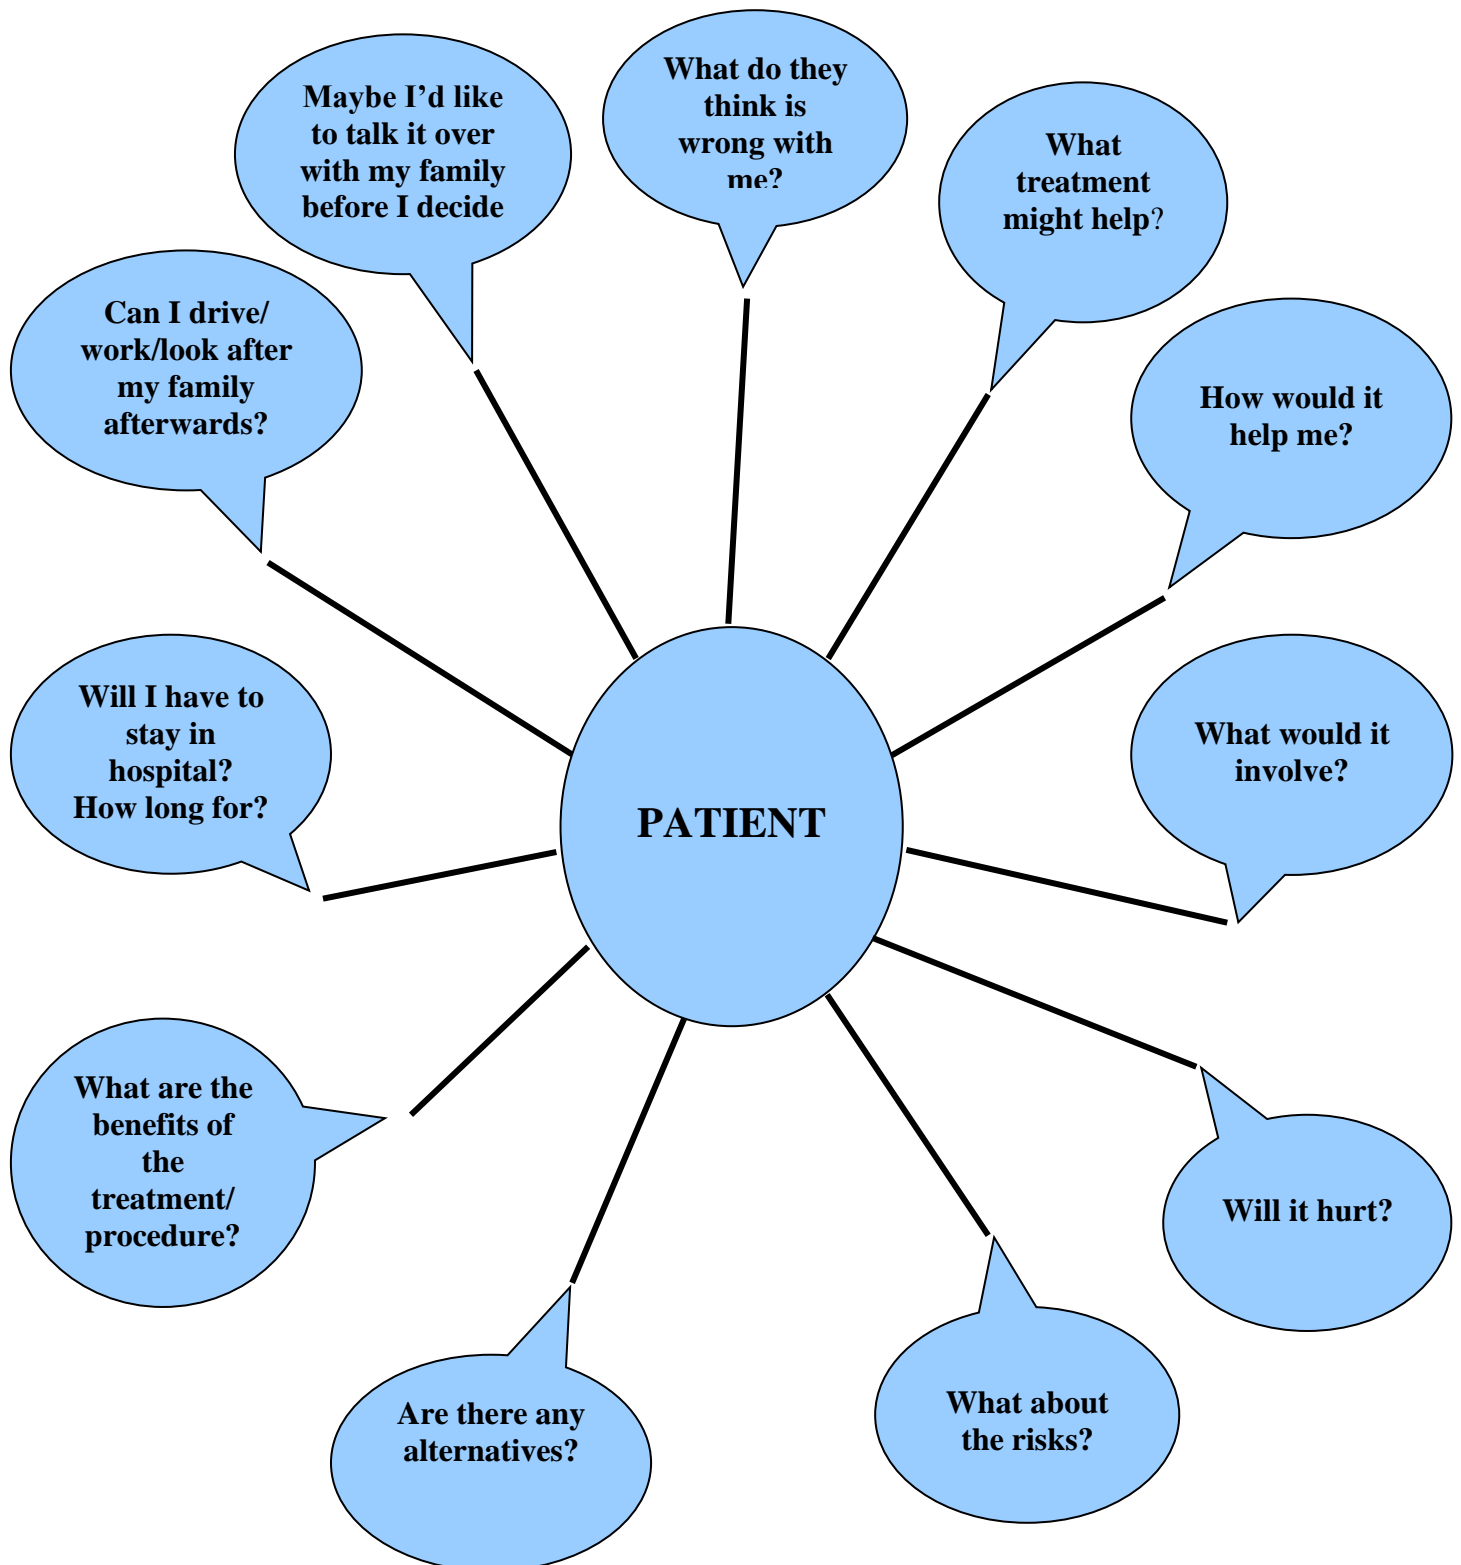 What do they
think is
wrong with
me?
What
treatment
might help?
How would it
help me?
What would it
involve?
Will it hurt?
What about
the risks?
Are there any
alternatives?
What are the
benefits of
the
treatment/
procedure?
Will I have to
stay in
hospital?
How long for?
Can I drive/
work/look after
my family
afterwards?
Maybe I’d like
to talk it over
with my family
before I decide
PATIENT